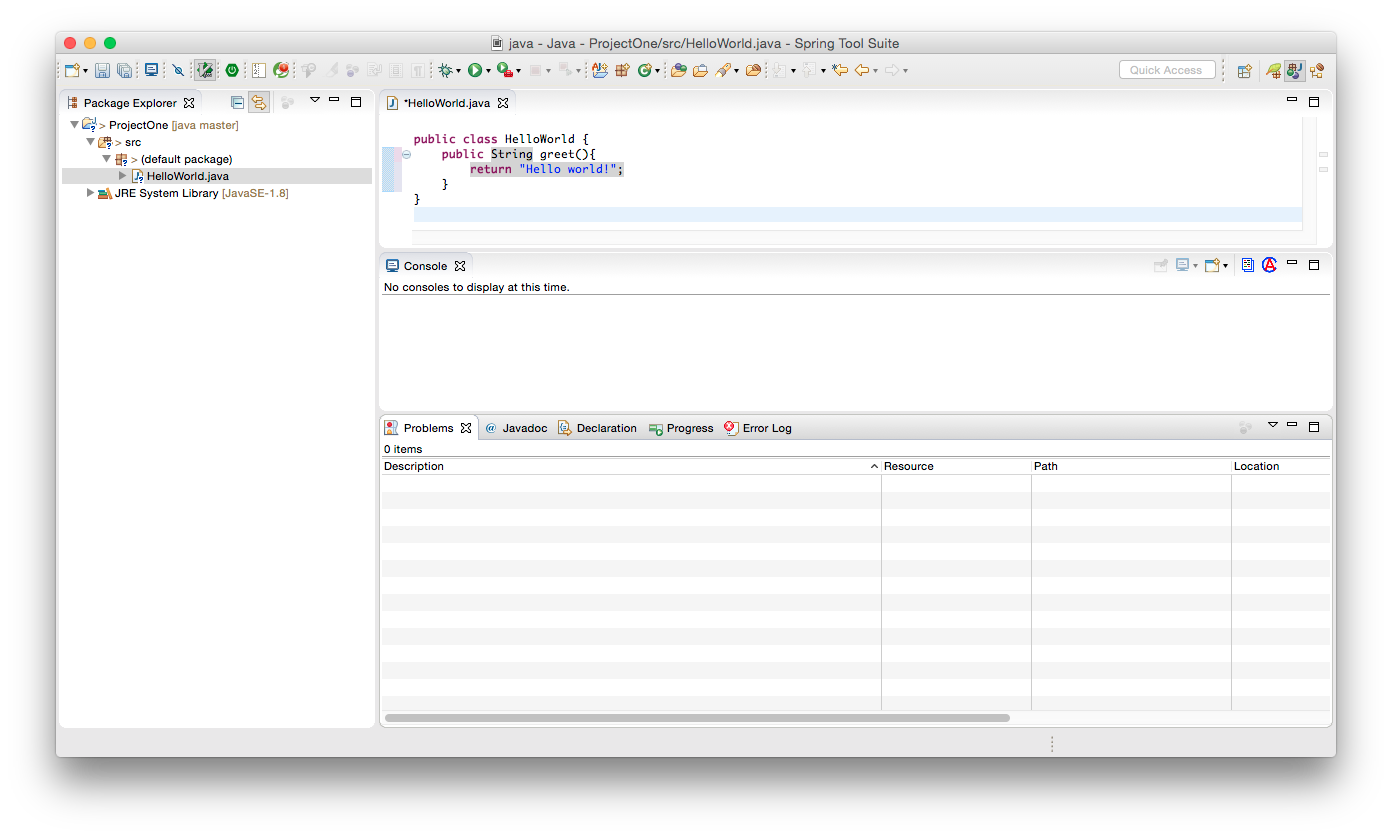 java - Java - ProjectOne/src/HelloWorld.java - Spring Tool Suite
Quick Access
Package Explorer
> ProjectOne [java master]
> src
> (default package)
HelloWorld.java
JRE System Library [JavaSE-1.8]
*HelloWorld.java
public class HelloWorld {
public String greet(){
return "Hello world!";
}
}
Console
No consoles to display at this time.
Problems @ Javadoc Declaration Progress Error Log
0 items
Description Resource Path Location